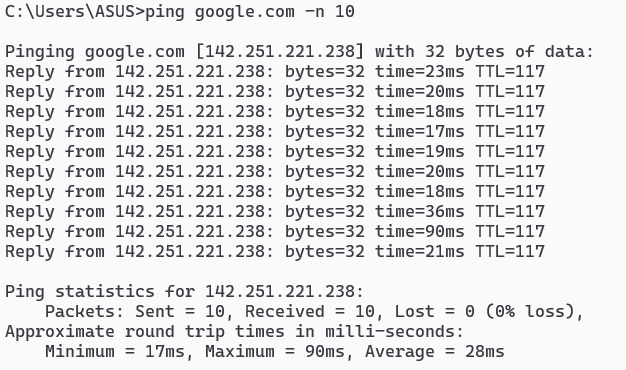 C:\Users\ASUS>ping google.com -n 10
Pinging google.com [142.251.221.238] with 32 bytes of data:
Reply from 142.251.221.238: bytes=32 time=23ms TTL=117
Reply from 142.251.221.238: bytes=32 time=20ms TTL=117
Reply from 142.251.221.238: bytes=32 time=18ms TTL=117
Reply from 142.251.221.238: bytes=32 time=17ms TTL=117
Reply from 142.251.221.238: bytes=32 time=19ms TTL=117
Reply from 142.251.221.238: bytes=32 time=20ms TTL=117
Reply from 142.251.221.238: bytes=32 time=18ms TTL=117
Reply from 142.251.221.238: bytes=32 time=36ms TTL=117
Reply from 142.251.221.238: bytes=32 time=90ms TTL=117
Reply from 142.251.221.238: bytes=32 time=21ms TTL=117
Ping statistics for 142.251.221.238:
Packets: Sent = 10, Received = 10, Lost = 0 (0% loss),
Approximate round trip times in milli-seconds:
Minimum = 17ms, Maximum = 90ms, Average = 28ms